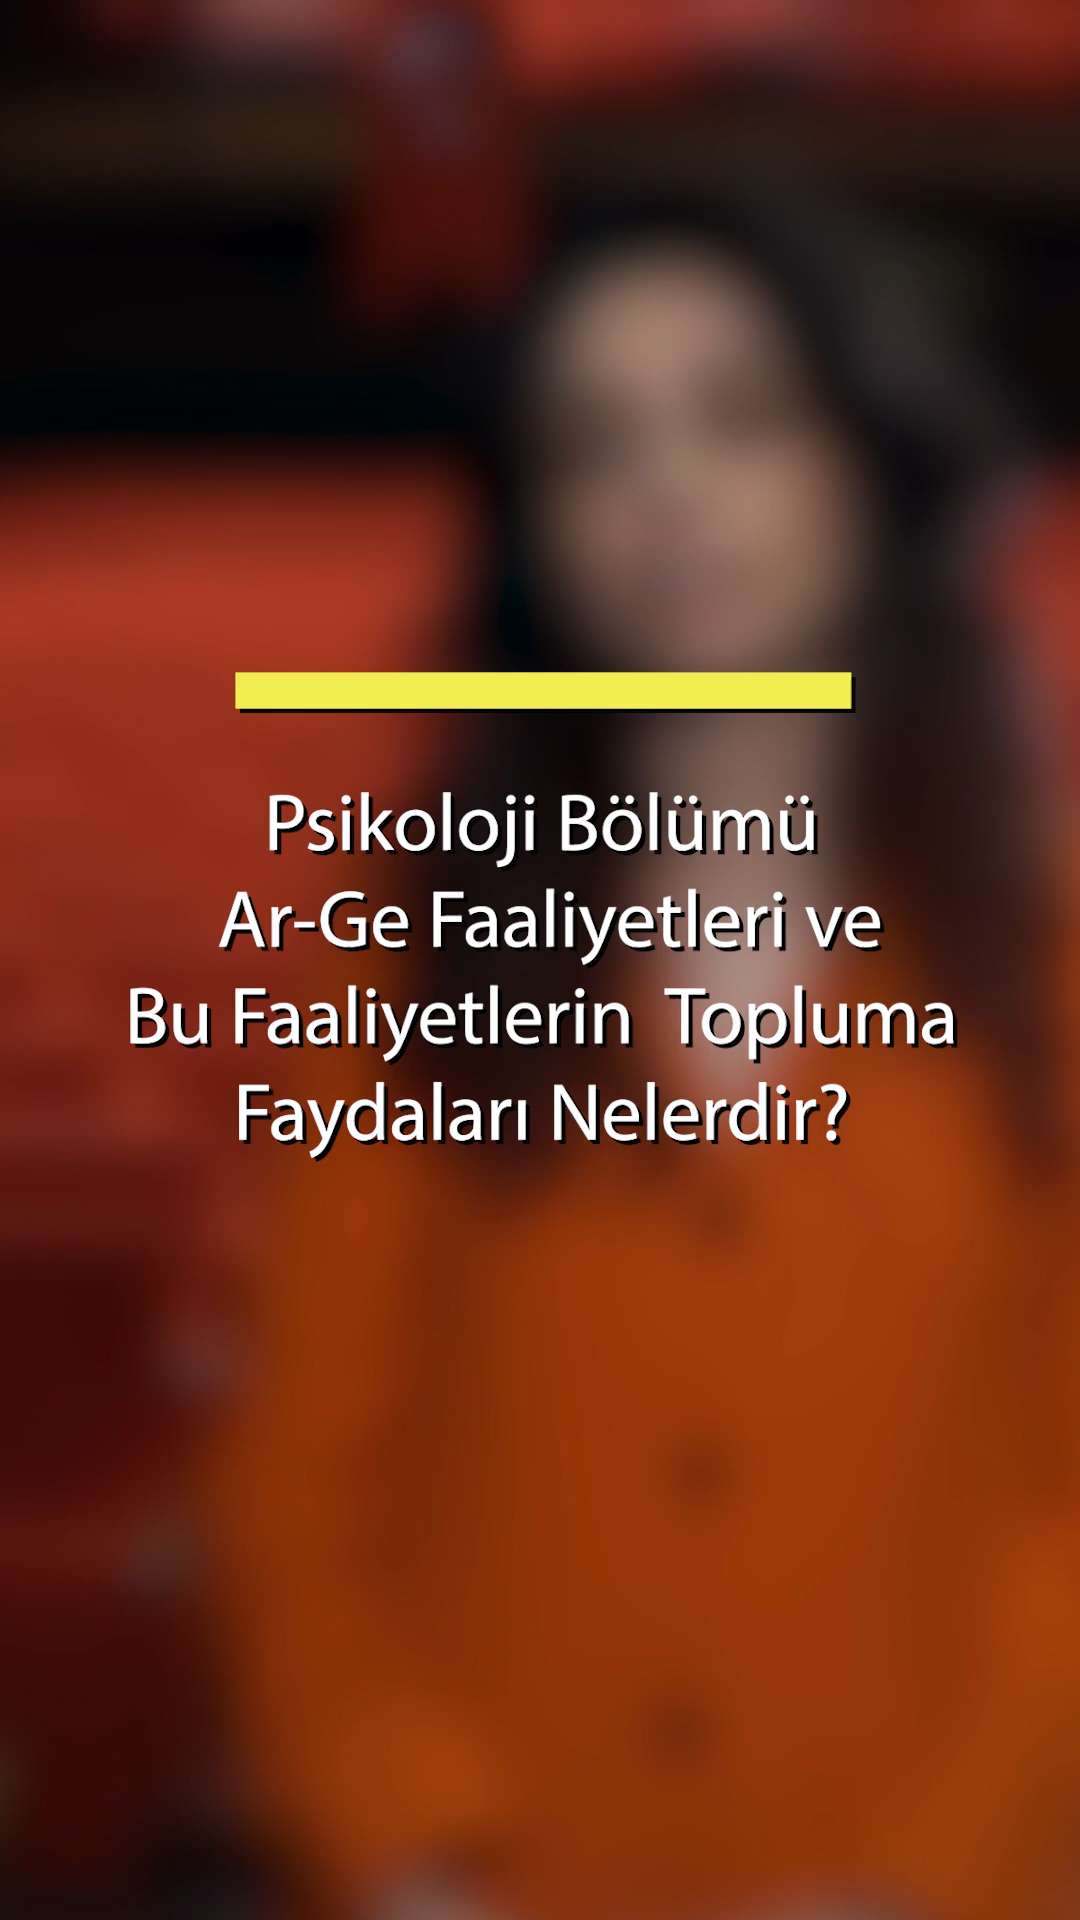 Psikoloji Bölümü
Ar-Ge Faaliyetleri ve
Bu Faaliyetlerin Topluma
Faydaları Nelerdir?